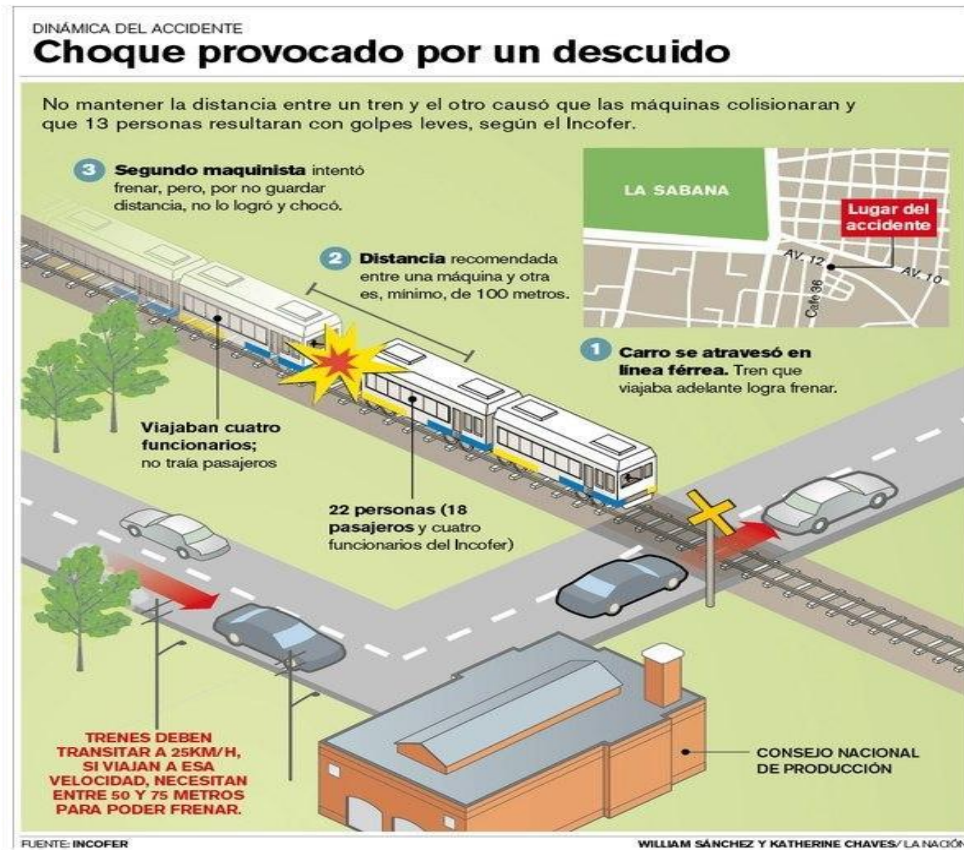 DINÁMICA DEL ACCIDENTE
Choque provocado por un descuido
No mantener la distancia entre un tren y el otro causó que las máquinas colisionaran y
que 13 personas resultaran con golpes leves, según el Incofer.
3 Segundo maquinista intentó
frenar, pero, por no guardar
distancia, no lo logró y chocó.
2 Distancia recomendada
entre una máquina y otra
es, mínimo, de 100 metros.
LA SABANA
Lugar del
accidente
AV. 12
AV. 10
Calle 36
1 Carro se atravesó en
línea férrea. Tren que
viajaba adelante logra frenar.
Viajaban cuatro
funcionarios;
no traía pasajeros
22 personas (18
pasajeros y cuatro
funcionarios del Incofer)
TRENES DEBEN
TRANSITAR A 25KM/H,
SI VIAJAN A ESA
VELOCIDAD, NECESITAN
ENTRE 50 Y 75 METROS
PARA PODER FRENAR.
CONSEJO NACIONAL
DE PRODUCCIÓN
FUENTE: INCOFER
WILLIAM SÁNCHEZ Y KATHERINE CHAVES/ LA NACIÓN